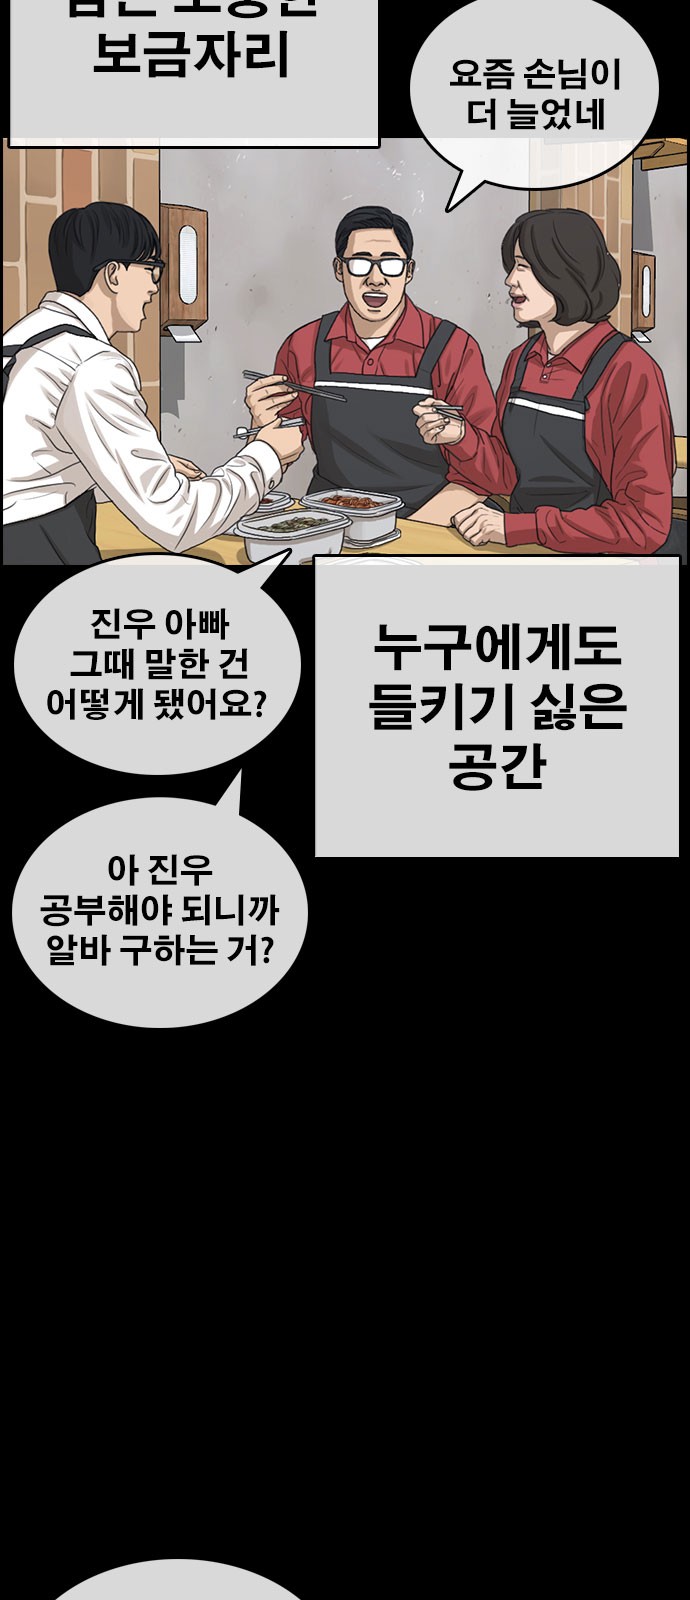 보금자리
요즘 손님이
더 늘었네
진우 아빠
그때 말한 건
어떻게 됐어요?
누구에게도
들키기 싫은
공간
아 진우
공부해야 되니까
알바 구하는 거?